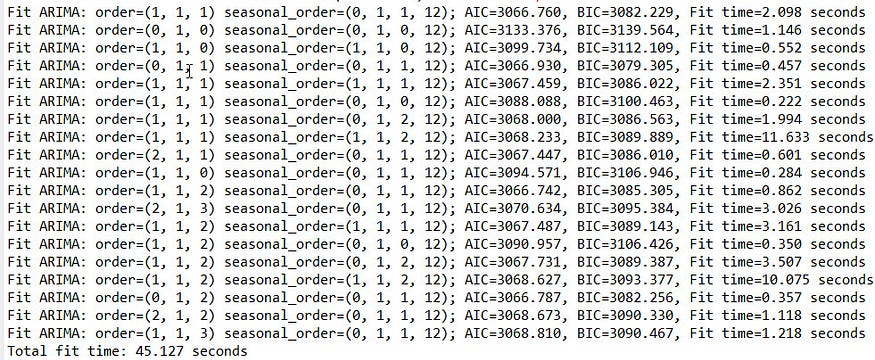 Fit ARIMA: order=(1, 1, 1) seasonal_order=(0, 1, 1, 12); AIC=3066.760, BIC=3082.229, Fit time=2.098 seconds
Fit ARIMA: order=(0, 1, 0) seasonal_order=(0, 1, 0, 12); AIC=3133.376, BIC=3139.564, Fit time=1.146 seconds
Fit ARIMA: order=(1, 1, 0) seasonal_order=(1, 1, 0, 12); AIC=3099.734, BIC=3112.109, Fit time=0.552 seconds
Fit ARIMA: order=(0, 1, 1) seasonal_order=(0, 1, 1, 12); AIC=3066.930, BIC=3079.305, Fit time=0.457 seconds
Fit ARIMA: order=(1, 1, 1) seasonal_order=(1, 1, 1, 12); AIC=3067.459, BIC=3086.022, Fit time=2.351 seconds
Fit ARIMA: order=(1, 1, 1) seasonal_order=(0, 1, 0, 12); AIC=3088.088, BIC=3100.463, Fit time=0.222 seconds
Fit ARIMA: order=(1, 1, 1) seasonal_order=(0, 1, 2, 12); AIC=3068.000, BIC=3086.563, Fit time=1.994 seconds
Fit ARIMA: order=(1, 1, 1) seasonal_order=(1, 1, 2, 12); AIC=3068.233, BIC=3089.889, Fit time=11.633 seconds
Fit ARIMA: order=(2, 1, 1) seasonal_order=(0, 1, 1, 12); AIC=3067.447, BIC=3086.010, Fit time=0.601 seconds
Fit ARIMA: order=(1, 1, 0) seasonal_order=(0, 1, 1, 12); AIC=3094.571, BIC=3106.946, Fit time=0.284 seconds
Fit ARIMA: order=(1, 1, 2) seasonal_order=(0, 1, 1, 12); AIC=3066.742, BIC=3085.305, Fit time=0.862 seconds
Fit ARIMA: order=(2, 1, 3) seasonal_order=(0, 1, 1, 12); AIC=3070.634, BIC=3095.384, Fit time=3.026 seconds
Fit ARIMA: order=(1, 1, 2) seasonal_order=(1, 1, 1, 12); AIC=3067.487, BIC=3089.143, Fit time=3.161 seconds
Fit ARIMA: order=(1, 1, 2) seasonal_order=(0, 1, 0, 12); AIC=3090.957, BIC=3106.426, Fit time=0.350 seconds
Fit ARIMA: order=(1, 1, 2) seasonal_order=(0, 1, 2, 12); AIC=3067.731, BIC=3089.387, Fit time=3.507 seconds
Fit ARIMA: order=(1, 1, 2) seasonal_order=(1, 1, 2, 12); AIC=3068.627, BIC=3093.377, Fit time=10.075 seconds
Fit ARIMA: order=(0, 1, 2) seasonal_order=(0, 1, 1, 12); AIC=3066.787, BIC=3082.256, Fit time=0.357 seconds
Fit ARIMA: order=(2, 1, 2) seasonal_order=(0, 1, 1, 12); AIC=3068.673, BIC=3090.330, Fit time=1.118 seconds
Fit ARIMA: order=(1, 1, 3) seasonal_order=(0, 1, 1, 12); AIC=3068.810, BIC=3090.467, Fit time=1.218 seconds
Total fit time: 45.127 seconds